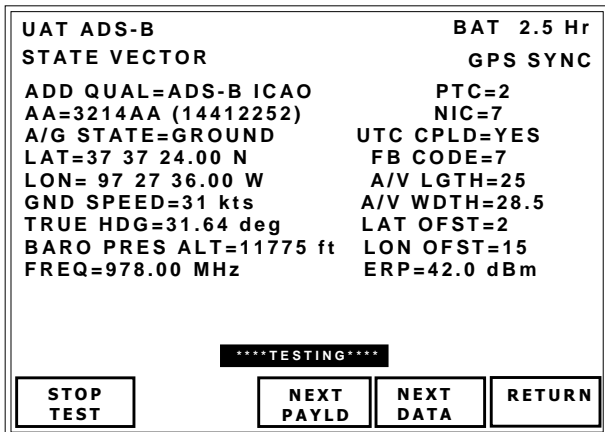 UAT ADS-B BAT 2.5 Hr
STATE VECTOR GPS SYNC
ADD QUAL=ADS-B ICAO PTC=2
AA=3214AA (14412252) NIC=7
A/G STATE=GROUND UTC CPLD=YES
LAT=37 37 24.00 N FB CODE=7
LON= 97 27 36.00 W A/V LGTH=25
GND SPEED=31 kts A/V WDTH=28.5
TRUE HDG=31.64 deg LAT OFST=2
BARO PRES ALT=11775 ft LON OFST=15
FREQ=978.00 MHz ERP=42.0 dBm
****TESTING****
STOP TEST
NEXT PAYLD
NEXT DATA
RETURN